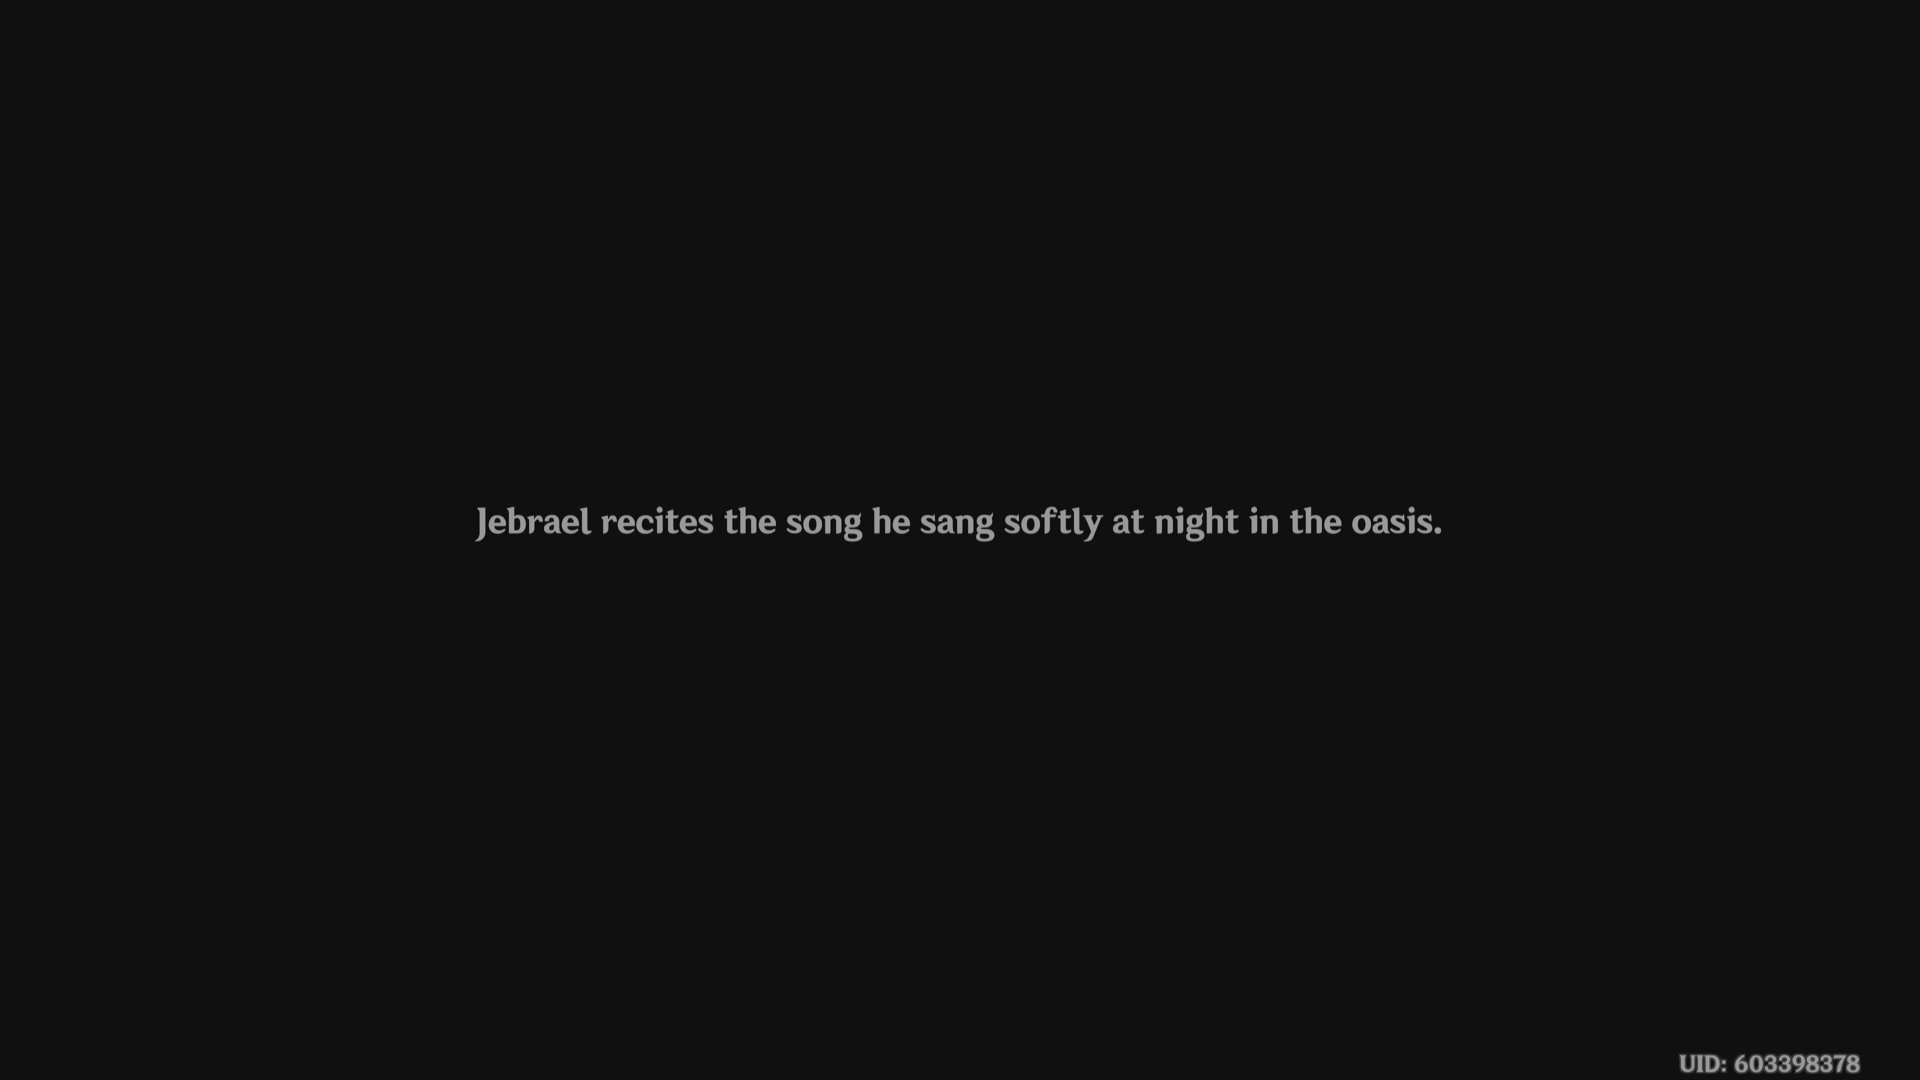 Jebrael recites the song he sang softly at night in the oasis.
UID: 603398378